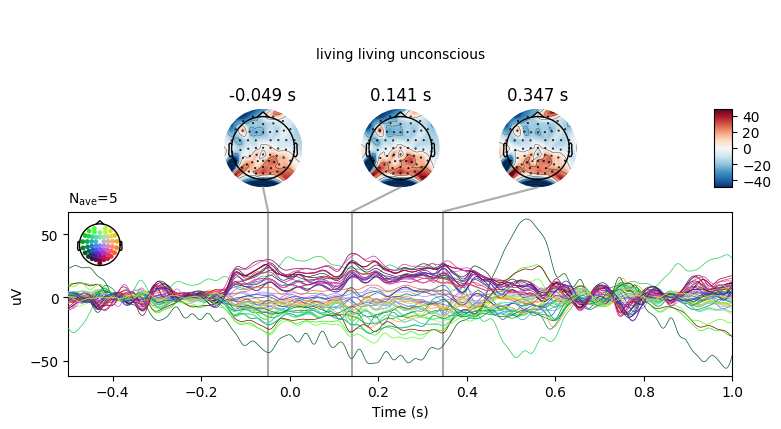 living living unconscious
-0.049 s 0.141 s 0.347 s
40
20
0
−20
−40
Nave=5
50
0
−50
uV
−0.4 −0.2 0.0 0.2 0.4 0.6 0.8 1.0
Time (s)